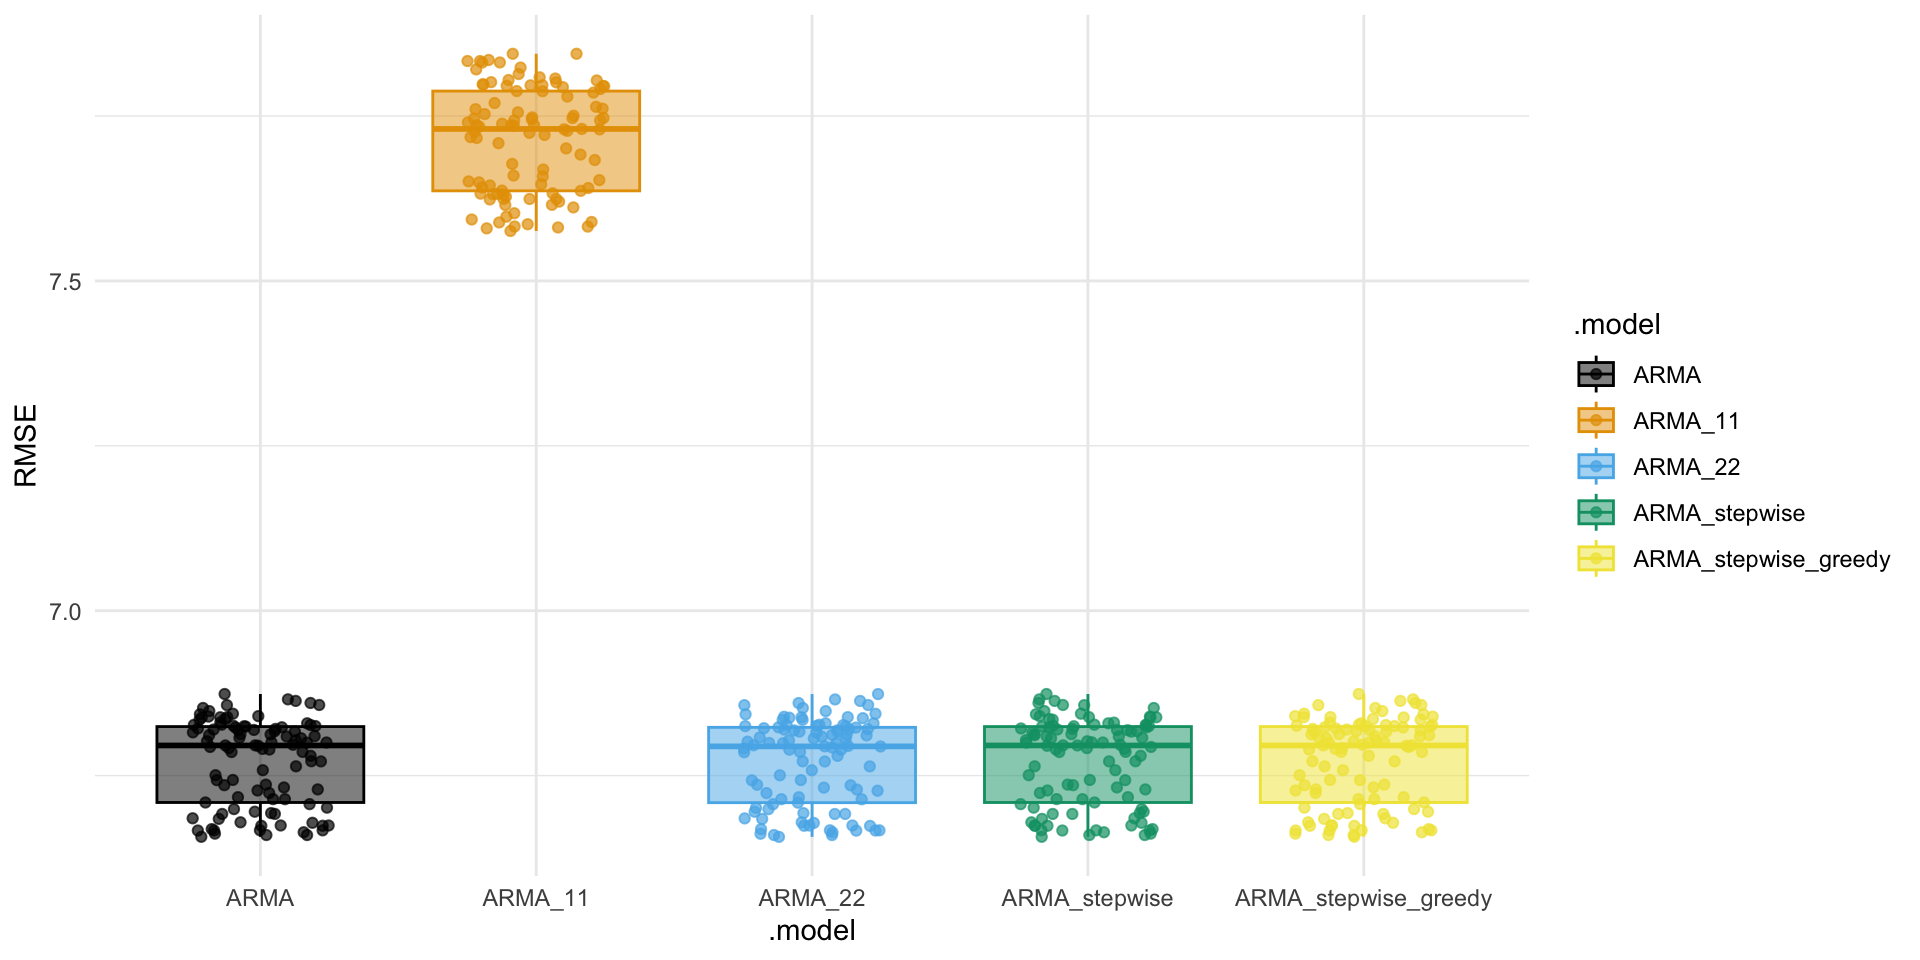 RMSE
7.5
7.0
ARMA
ARMA_11
ARMA_22
ARMA_stepwise
ARMA_stepwise_greedy
.model
.model
ARMA
ARMA_11
ARMA_22
ARMA_stepwise
ARMA_stepwise_greedy